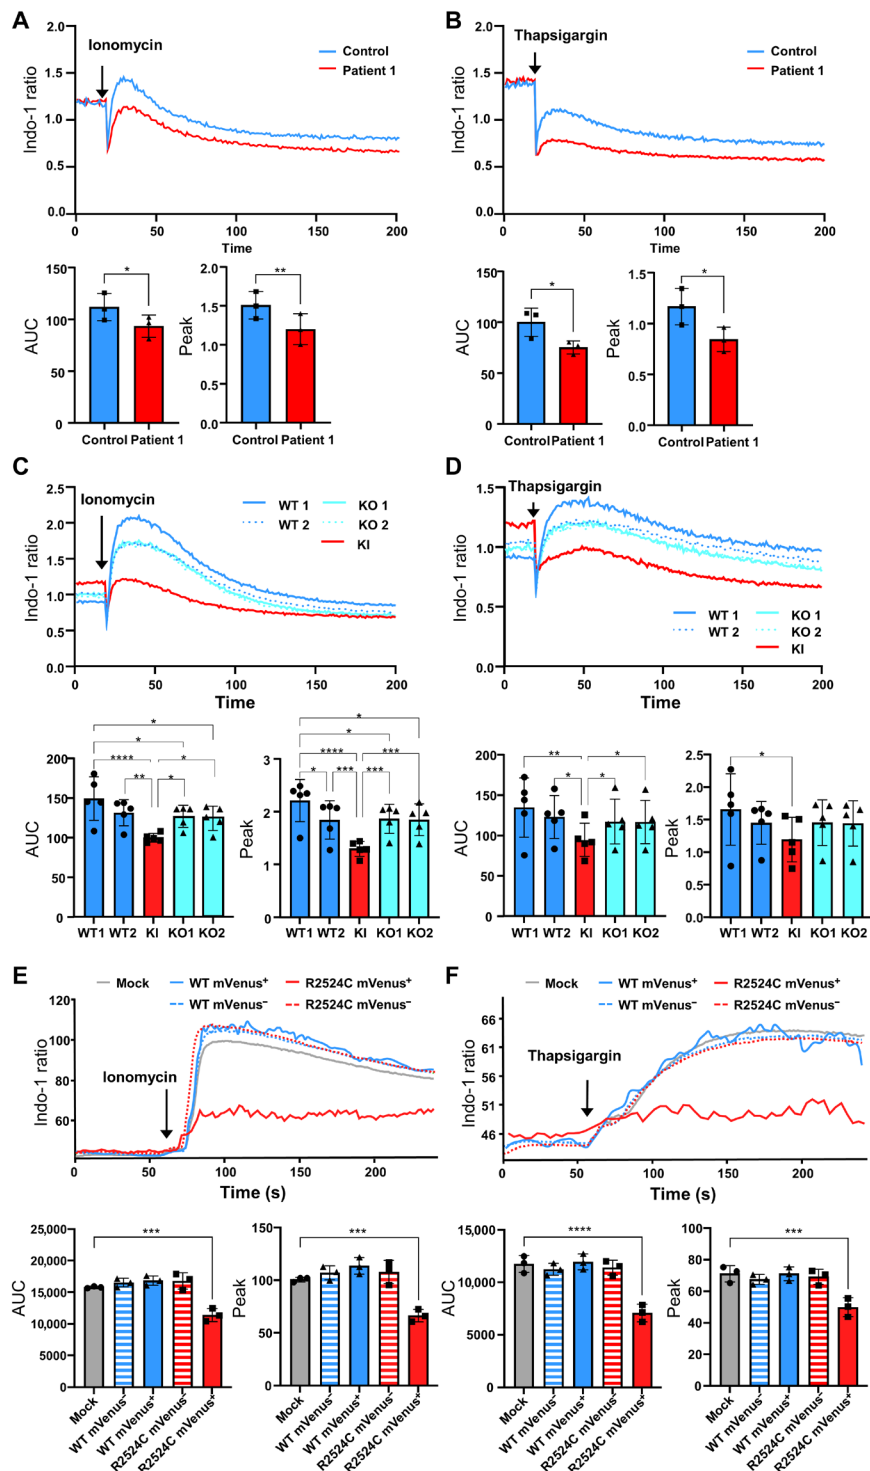 A
Ionomycin
Control
Patient 1
Indo-1 ratio
2.0
1.5
1.0
0.5
0.0
0 50 100 150 200
Time
AUC
150
100
50
0
*
Control Patient 1
Peak
2.0
1.5
1.0
0.5
0.0
**
Control Patient 1
B
Thapsigargin
Control
Patient 1
Indo-1 ratio
2.0
1.5
1.0
0.5
0.0
0 50 100 150 200
Time
AUC
150
100
50
0
*
Control Patient 1
Peak
1.5
1.0
0.5
0.0
*
Control Patient 1
C
Ionomycin
WT 1
WT 2
KO 1
KO 2
KI
Indo-1 ratio
2.5
2.0
1.5
1.0
0.5
0.0
0 50 100 150 200
Time
*
*
****
*
**
*
AUC
200
150
100
50
0
WT1 WT2 KI KO1 KO2
*
*
****
***
*
***
***
Peak
3
2
1
0
WT1 WT2 KI KO1 KO2
D
Thapsigargin
WT 1
WT 2
KO 1
KO 2
KI
Indo-1 ratio
1.5
1.0
0.5
0.0
0 50 100 150 200
Time
**
*
*
*
AUC
200
150
100
50
0
WT1 WT2 KI KO1 KO2
*
Peak
2.5
2.0
1.5
1.0
0.5
0.0
WT1 WT2 KI KO1 KO2
E
Mock
WT mVenus⁺
R2524C mVenus⁺
WT mVenus⁻
R2524C mVenus⁻
Ionomycin
Indo-1 ratio
120
100
80
60
0 50 100 150 200
Time (s)
AUC
25,000
20,000
15,000
10,000
5000
0
***
Mock
WT mVenus⁻
WT mVenus⁺
R2524C mVenus⁻
R2524C mVenus⁺
Peak
150
100
50
0
***
Mock
WT mVenus⁻
WT mVenus⁺
R2524C mVenus⁻
R2524C mVenus⁺
F
Mock
WT mVenus⁺
R2524C mVenus⁺
WT mVenus⁻
R2524C mVenus⁻
Thapsigargin
Indo-1 ratio
66
61
56
51
46
0 50 100 150 200
Time (s)
AUC
15,000
10,000
5000
0
****
Mock
WT mVenus⁻
WT mVenus⁺
R2524C mVenus⁻
R2524C mVenus⁺
Peak
100
80
60
40
20
0
***
Mock
WT mVenus⁻
WT mVenus⁺
R2524C mVenus⁻
R2524C mVenus⁺